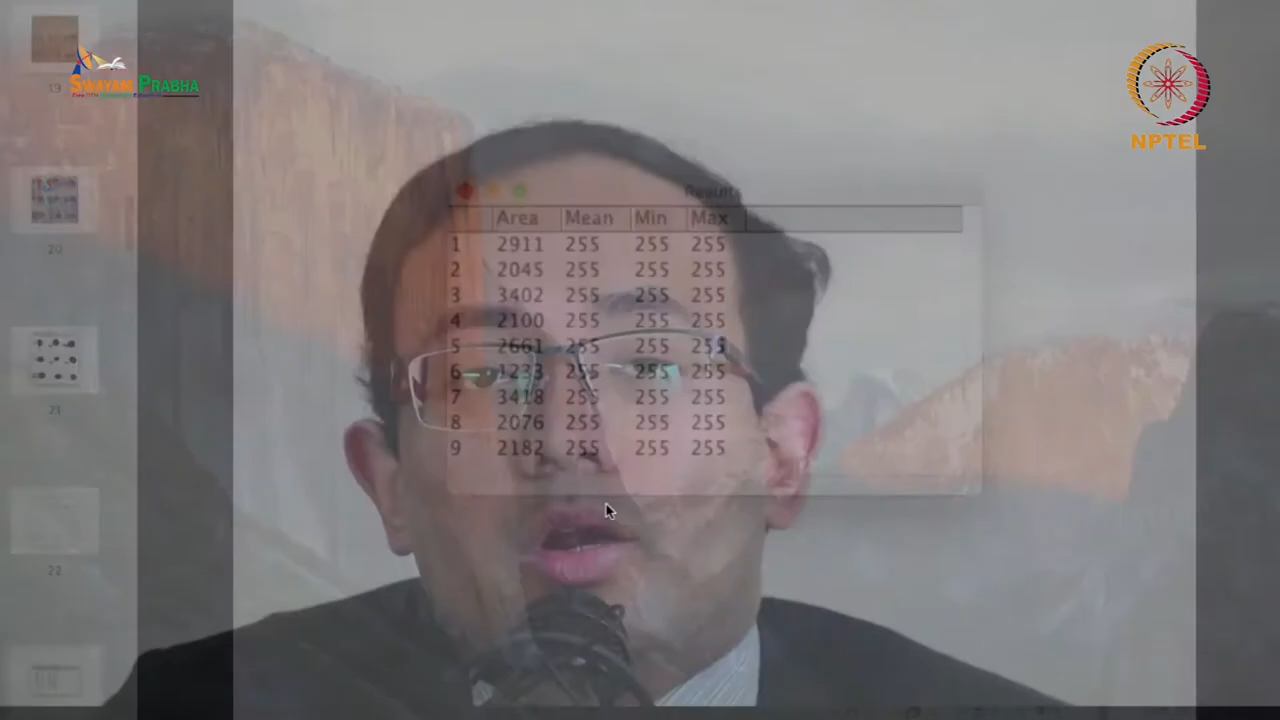 SWAYAM PRABHA
NPTEL
19
20
21
22
Results
Area Mean Min Max
1 2911 255 255 255
2 2045 255 255 255
3 3402 255 255 255
4 2100 255 255 255
5 2661 255 255 255
6 1233 255 255 255
7 3418 255 255 255
8 2076 255 255 255
9 2182 255 255 255